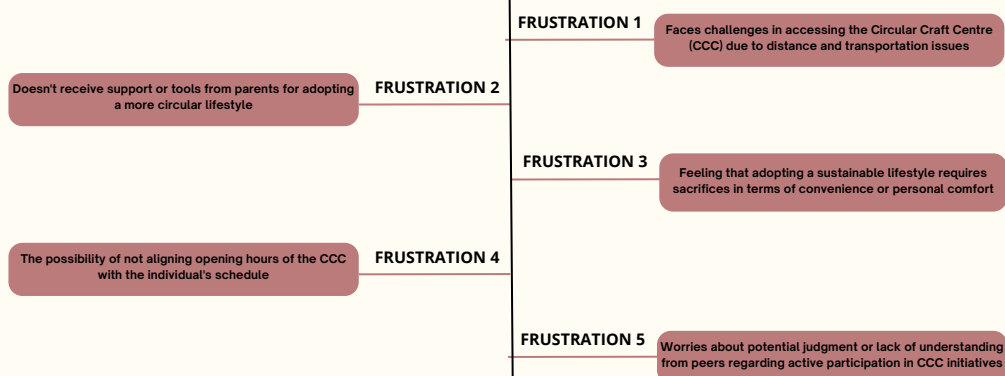 FRUSTRATION 1
Faces challenges in accessing the Circular Craft Centre
(CCC) due to distance and transportation issues
FRUSTRATION 2
Doesn't receive support or tools from parents for adopting
a more circular lifestyle
FRUSTRATION 3
Feeling that adopting a sustainable lifestyle requires
sacrifices in terms of convenience or personal comfort
FRUSTRATION 4
The possibility of not aligning opening hours of the CCC
with the individual's schedule
FRUSTRATION 5
Worries about potential judgment or lack of understanding
from peers regarding active participation in CCC initiatives